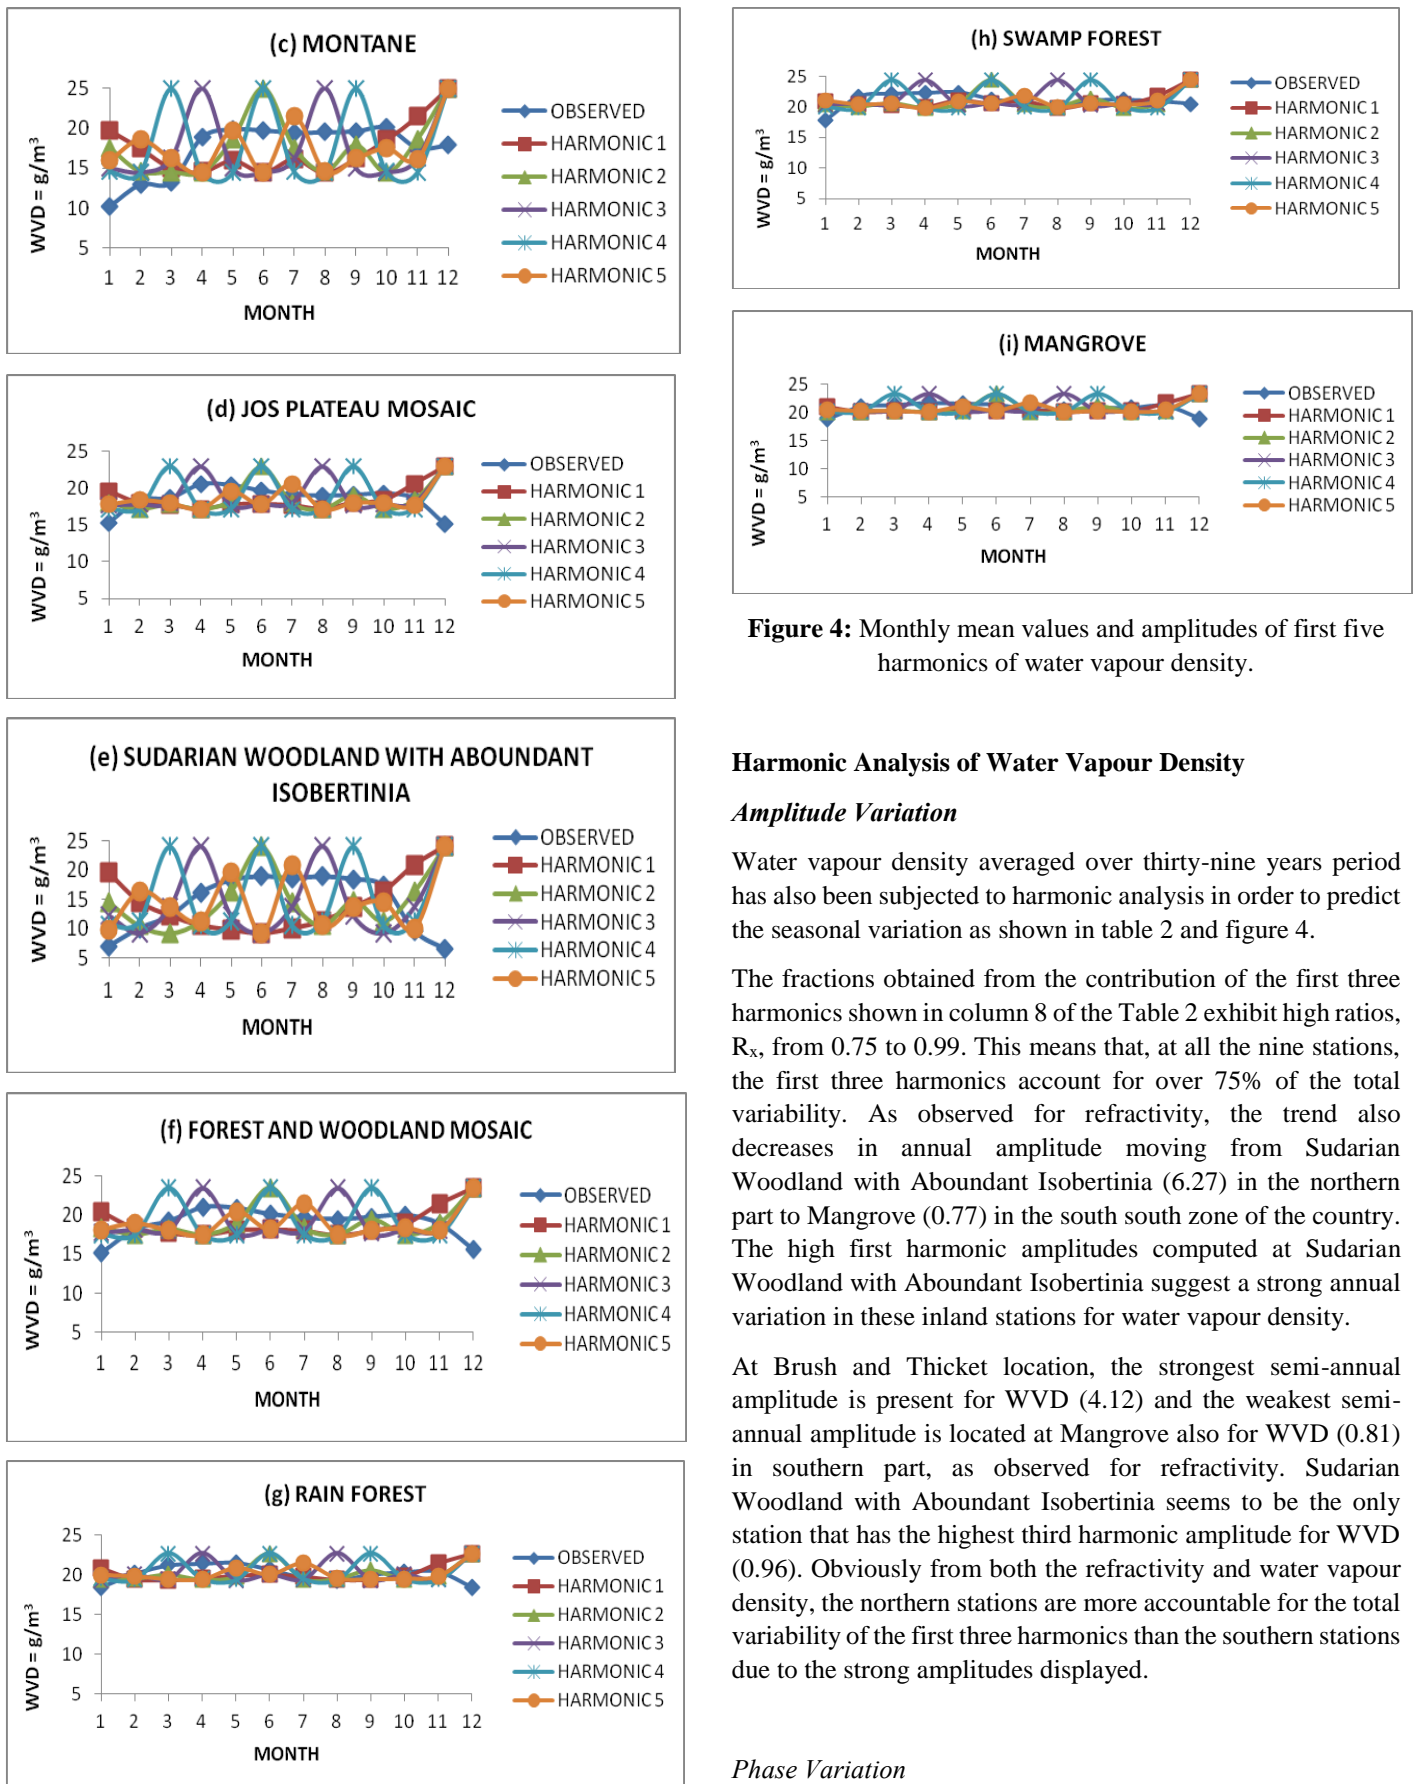 (c) MONTANE
WVD = g/m³
25
20
15
10
5
1 2 3 4 5 6 7 8 9 10 11 12
MONTH
OBSERVED
HARMONIC 1
HARMONIC 2
HARMONIC 3
HARMONIC 4
HARMONIC 5
(d) JOS PLATEAU MOSAIC
WVD = g/m³
25
20
15
10
5
1 2 3 4 5 6 7 8 9 10 11 12
MONTH
OBSERVED
HARMONIC 1
HARMONIC 2
HARMONIC 3
HARMONIC 4
HARMONIC 5
(e) SUDARIAN WOODLAND WITH ABOUNDANT
ISOBERTINIA
WVD = g/m³
25
20
15
10
5
1 2 3 4 5 6 7 8 9 10 11 12
MONTH
OBSERVED
HARMONIC 1
HARMONIC 2
HARMONIC 3
HARMONIC 4
HARMONIC 5
(f) FOREST AND WOODLAND MOSAIC
WVD = g/m³
25
20
15
10
5
1 2 3 4 5 6 7 8 9 10 11 12
MONTH
OBSERVED
HARMONIC 1
HARMONIC 2
HARMONIC 3
HARMONIC 4
HARMONIC 5
(g) RAIN FOREST
WVD = g/m³
25
20
15
10
5
1 2 3 4 5 6 7 8 9 10 11 12
MONTH
OBSERVED
HARMONIC 1
HARMONIC 2
HARMONIC 3
HARMONIC 4
HARMONIC 5
(h) SWAMP FOREST
WVD = g/m³
25
20
15
10
5
1 2 3 4 5 6 7 8 9 10 11 12
MONTH
OBSERVED
HARMONIC 1
HARMONIC 2
HARMONIC 3
HARMONIC 4
HARMONIC 5
(i) MANGROVE
WVD = g/m³
25
20
15
10
5
1 2 3 4 5 6 7 8 9 10 11 12
MONTH
OBSERVED
HARMONIC 1
HARMONIC 2
HARMONIC 3
HARMONIC 4
HARMONIC 5
Figure 4: Monthly mean values and amplitudes of first five
harmonics of water vapour density.
Harmonic Analysis of Water Vapour Density
Amplitude Variation
Water vapour density averaged over thirty-nine years period
has also been subjected to harmonic analysis in order to predict
the seasonal variation as shown in table 2 and figure 4.
The fractions obtained from the contribution of the first three
harmonics shown in column 8 of the Table 2 exhibit high ratios,
Rₓ, from 0.75 to 0.99. This means that, at all the nine stations,
the first three harmonics account for over 75% of the total
variability. As observed for refractivity, the trend also
decreases in annual amplitude moving from Sudarian
Woodland with Aboundant Isobertinia (6.27) in the northern
part to Mangrove (0.77) in the south south zone of the country.
The high first harmonic amplitudes computed at Sudarian
Woodland with Aboundant Isobertinia suggest a strong annual
variation in these inland stations for water vapour density.
At Brush and Thicket location, the strongest semi-annual
amplitude is present for WVD (4.12) and the weakest semi-
annual amplitude is located at Mangrove also for WVD (0.81)
in southern part, as observed for refractivity. Sudarian
Woodland with Aboundant Isobertinia seems to be the only
station that has the highest third harmonic amplitude for WVD
(0.96). Obviously from both the refractivity and water vapour
density, the northern stations are more accountable for the total
variability of the first three harmonics than the southern stations
due to the strong amplitudes displayed.
Phase Variation